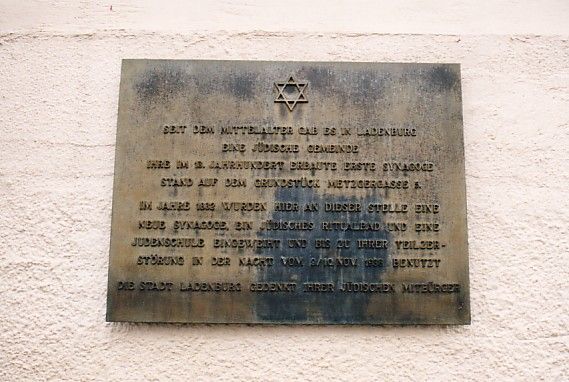 SEIT DEM MITTELALTER GAB ES IN LADENBURG
EINE JÜDISCHE GEMEINDE
IHRE IM 13. JAHRHUNDERT ERBAUTE ERSTE SYNAGOGE
STAND AUF DEM GRUNDSTÜCK METZGERGASSE 5.
IM JAHRE 1832 WURDEN HIER AN DIESER STELLE EINE
NEUE SYNAGOGE, EIN JÜDISCHES RITUALBAD UND EINE
JUDENSCHULE EINGEWEIHT UND BIS ZU IHRER TEILZER-
STÖRUNG IN DER NACHT VOM 9./10. NOV. 1938 BENUTZT
DIE STADT LADENBURG GEDENKT IHRER JÜDISCHEN MITBÜRGER